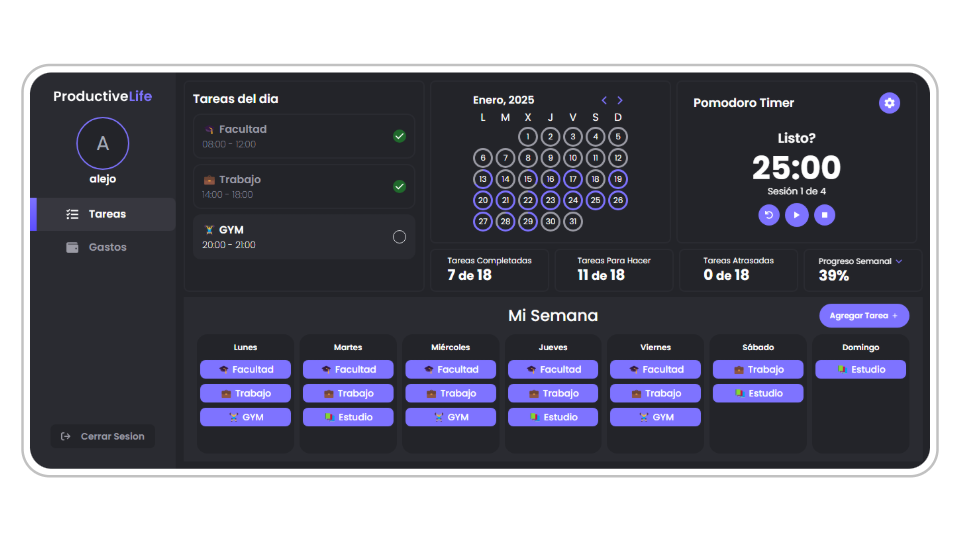 ProductiveLife
A
alejo
Tareas
Gastos
Cerrar Sesion
Tareas del dia
Facultad
08:00 - 12:00
Trabajo
14:00 - 18:00
GYM
20:00 - 21:00
Enero, 2025
L M X J V S D
1 2 3 4 5
6 7 8 9 10 11 12
13 14 15 16 17 18 19
20 21 22 23 24 25 26
27 28 29 30 31
Pomodoro Timer
Listo?
25:00
Sesión 1 de 4
Tareas Completadas
7 de 18
Tareas Para Hacer
11 de 18
Tareas Atrasadas
0 de 18
Progreso Semanal
39%
Mi Semana
Agregar Tarea +
Lunes
Facultad
Trabajo
GYM
Martes
Facultad
Trabajo
Estudio
Miércoles
Facultad
Trabajo
GYM
Jueves
Facultad
Trabajo
Estudio
Viernes
Facultad
Trabajo
GYM
Sábado
Trabajo
Estudio
Domingo
Estudio